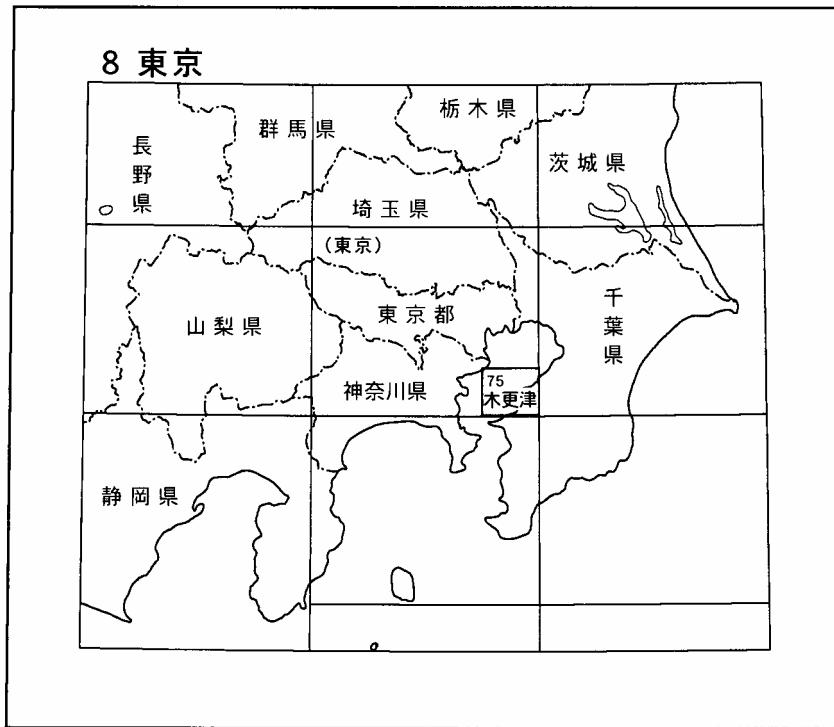 8 東京
栃木県
群馬県
長野県
茨城県
埼玉県
(東京)
千葉県
東京都
山梨県
神奈川県
75
木更津
静岡県